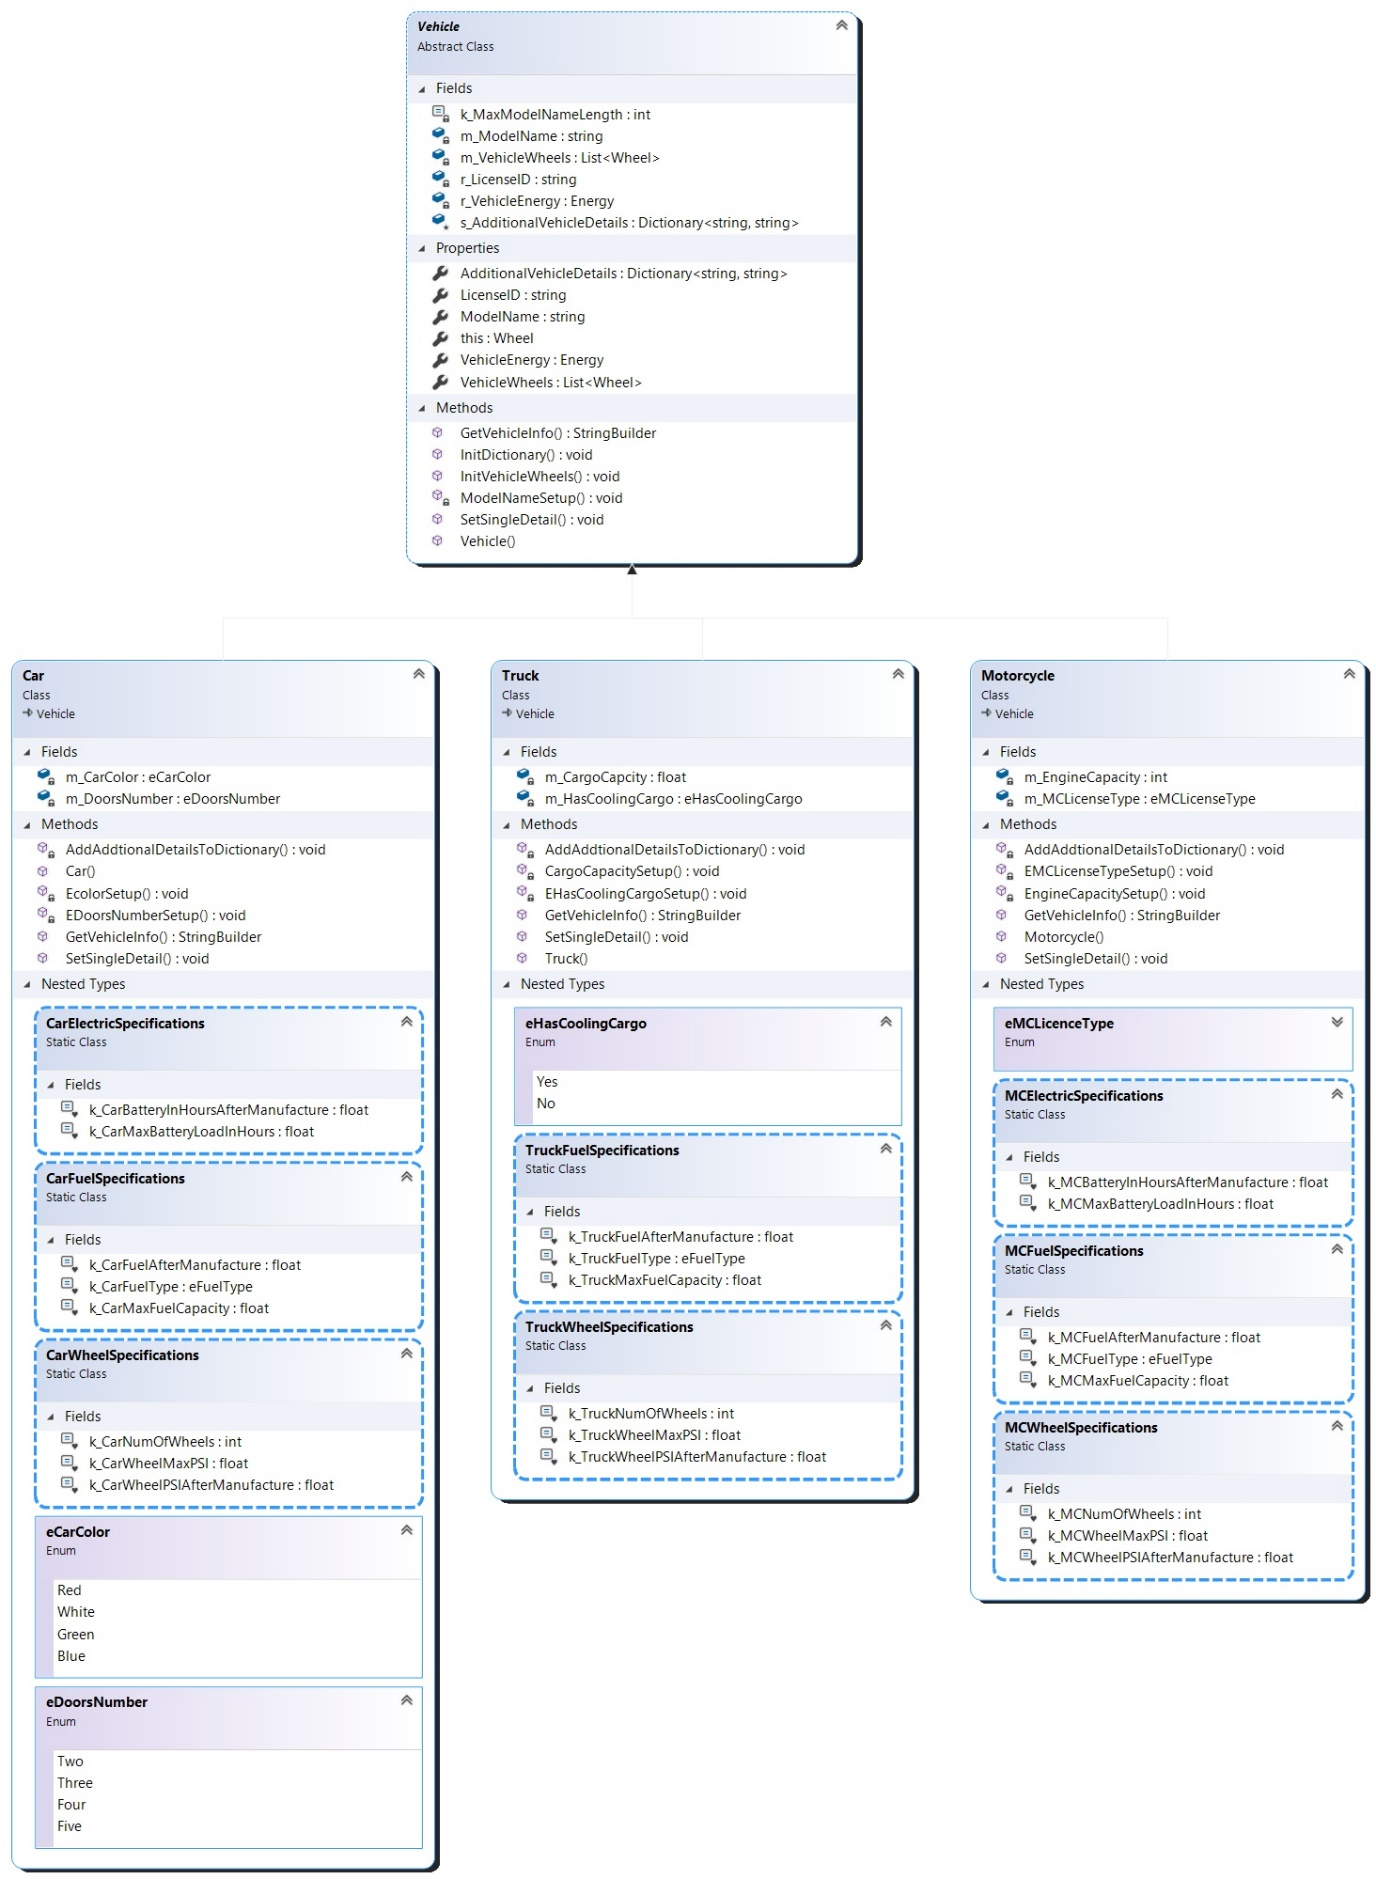 Vehicle
Abstract Class
Fields
k_MaxModelNameLength : int
m_ModelName : string
m_VehicleWheels : List<Wheel>
r_LicenseID : string
r_VehicleEnergy : Energy
s_AdditionalVehicleDetails : Dictionary<string, string>
Properties
AdditionalVehicleDetails : Dictionary<string, string>
LicenseID : string
ModelName : string
this : Wheel
VehicleEnergy : Energy
VehicleWheels : List<Wheel>
Methods
GetVehicleInfo() : StringBuilder
InitDictionary() : void
InitVehicleWheels() : void
ModelNameSetup() : void
SetSingleDetail() : void
Vehicle()
Car
Class
Vehicle
Fields
m_CarColor : eCarColor
m_DoorsNumber : eDoorsNumber
Methods
AddAddtionalDetailsToDictionary() : void
Car()
EcolorSetup() : void
EDoorsNumberSetup() : void
GetVehicleInfo() : StringBuilder
SetSingleDetail() : void
Nested Types
CarElectricSpecifications
Static Class
Fields
k_CarBatteryInHoursAfterManufacture : float
k_CarMaxBatteryLoadInHours : float
CarFuelSpecifications
Static Class
Fields
k_CarFuelAfterManufacture : float
k_CarFuelType : eFuelType
k_CarMaxFuelCapacity : float
CarWheelSpecifications
Static Class
Fields
k_CarNumOfWheels : int
k_CarWheelMaxPSI : float
k_CarWheelPSIAfterManufacture : float
eCarColor
Enum
Red
White
Green
Blue
eDoorsNumber
Enum
Two
Three
Four
Five
Truck
Class
Vehicle
Fields
m_CargoCapcity : float
m_HasCoolingCargo : eHasCoolingCargo
Methods
AddAddtionalDetailsToDictionary() : void
CargoCapacitySetup() : void
EHasCoolingCargoSetup() : void
GetVehicleInfo() : StringBuilder
SetSingleDetail() : void
Truck()
Nested Types
eHasCoolingCargo
Enum
Yes
No
TruckFuelSpecifications
Static Class
Fields
k_TruckFuelAfterManufacture : float
k_TruckFuelType : eFuelType
k_TruckMaxFuelCapacity : float
TruckWheelSpecifications
Static Class
Fields
k_TruckNumOfWheels : int
k_TruckWheelMaxPSI : float
k_TruckWheelPSIAfterManufacture : float
Motorcycle
Class
Vehicle
Fields
m_EngineCapacity : int
m_MCLicenseType : eMCLicenseType
Methods
AddAddtionalDetailsToDictionary() : void
EMCLicenseTypeSetup() : void
EngineCapacitySetup() : void
GetVehicleInfo() : StringBuilder
Motorcycle()
SetSingleDetail() : void
Nested Types
eMCLicenceType
Enum
MCElectricSpecifications
Static Class
Fields
k_MCBatteryInHoursAfterManufacture : float
k_MCMaxBatteryLoadInHours : float
MCFuelSpecifications
Static Class
Fields
k_MCFuelAfterManufacture : float
k_MCFuelType : eFuelType
k_MCMaxFuelCapacity : float
MCWheelSpecifications
Static Class
Fields
k_MCNumOfWheels : int
k_MCWheelMaxPSI : float
k_MCWheelPSIAfterManufacture : float